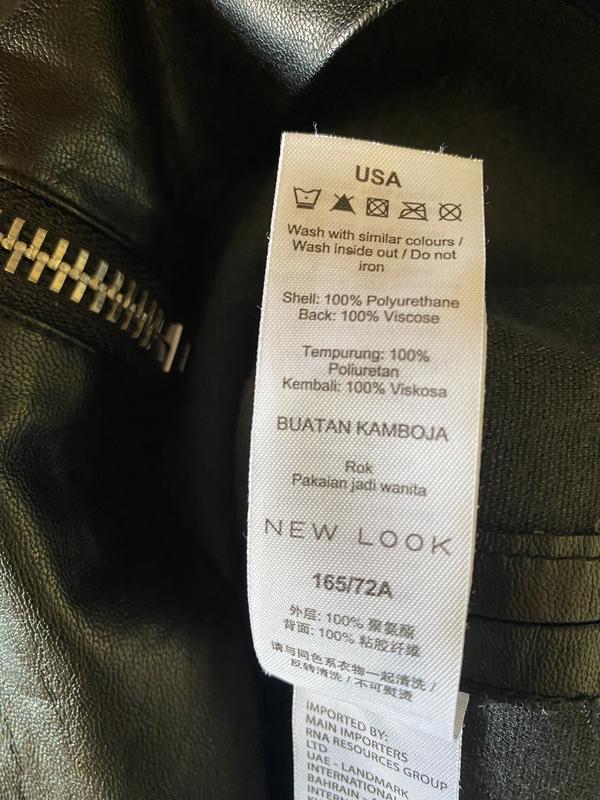 USA
Wash with similar colours /
Wash inside out / Do not
iron
Shell: 100% Polyurethane
Back: 100% Viscose
Tempurung: 100%
Poliuretan
Kembali: 100% Viskosa
BUATAN KAMBOJA
Rok
Pakaian jadi wanita
NEW LOOK
165/72A
外层: 100% 聚氨酯
背面: 100% 粘胶纤维
请与同色系衣物一起清洗 /
反转清洗 / 不可熨烫
IMPORTED BY:
MAIN IMPORTERS
RNA RESOURCES GROUP
LTD
UAE - LANDMARK
INTERNATIONAL
BAHRAIN -